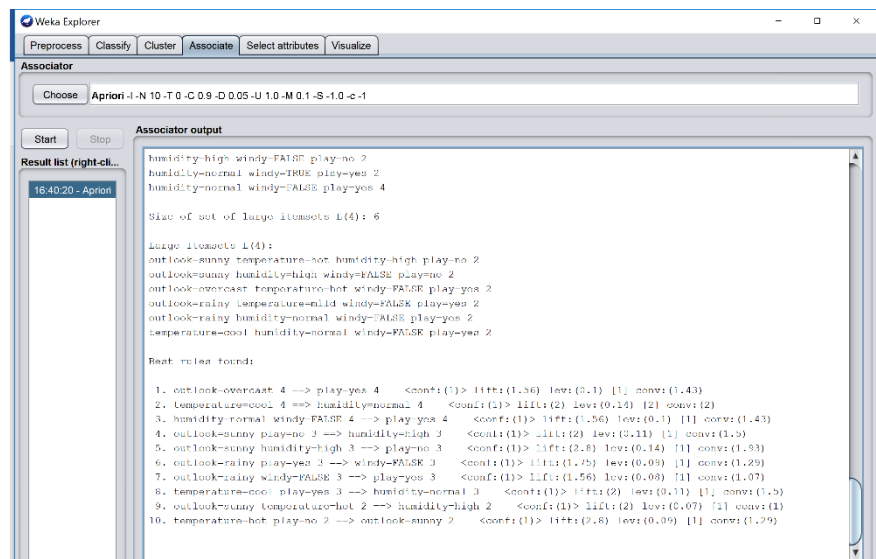 Weka Explorer
Preprocess Classify Cluster Associate Select attributes Visualize
Associator
Choose Apriori -I -N 10 -T 0 -C 0.9 -D 0.05 -U 1.0 -M 0.1 -S -1.0 -c -1
Start Stop
Associator output
Result list (right-cli...
16:40:20 - Apriori
humidity=high windy=FALSE play=no 2
humidity=normal windy=TRUE play=yes 2
humidity=normal windy=FALSE play=yes 4
Size of set of large itemsets L(4): 6
Large Itemsets L(4):
outlook=sunny temperature=hot humidity=high play=no 2
outlook=sunny humidity=high windy=FALSE play=no 2
outlook=overcast temperature=hot windy=FALSE play=yes 2
outlook=rainy temperature=mild windy=FALSE play=yes 2
outlook=rainy humidity=normal windy=FALSE play=yes 2
temperature=cool humidity=normal windy=FALSE play=yes 2
Best rules found:
1. outlook=overcast 4 ==> play=yes 4 <conf:(1)> lift:(1.56) lev:(0.1) [1] conv:(1.43)
2. temperature=cool 4 ==> humidity=normal 4 <conf:(1)> lift:(2) lev:(0.14) [2] conv:(2)
3. humidity=normal windy=FALSE 4 ==> play=yes 4 <conf:(1)> lift:(1.56) lev:(0.1) [1] conv:(1.43)
4. outlook=sunny play=no 3 ==> humidity=high 3 <conf:(1)> lift:(2) lev:(0.11) [1] conv:(1.5)
5. outlook=sunny humidity=high 3 ==> play=no 3 <conf:(1)> lift:(2.8) lev:(0.14) [1] conv:(1.93)
6. outlook=rainy play=yes 3 ==> windy=FALSE 3 <conf:(1)> lift:(1.75) lev:(0.09) [1] conv:(1.29)
7. outlook=rainy windy=FALSE 3 ==> play=yes 3 <conf:(1)> lift:(1.56) lev:(0.08) [1] conv:(1.07)
8. temperature=cool play=yes 3 ==> humidity=normal 3 <conf:(1)> lift:(2) lev:(0.11) [1] conv:(1.5)
9. outlook=sunny temperature=hot 2 ==> humidity=high 2 <conf:(1)> lift:(2) lev:(0.07) [1] conv:(1)
10. temperature=hot play=no 2 ==> outlook=sunny 2 <conf:(1)> lift:(2.8) lev:(0.09) [1] conv:(1.29)